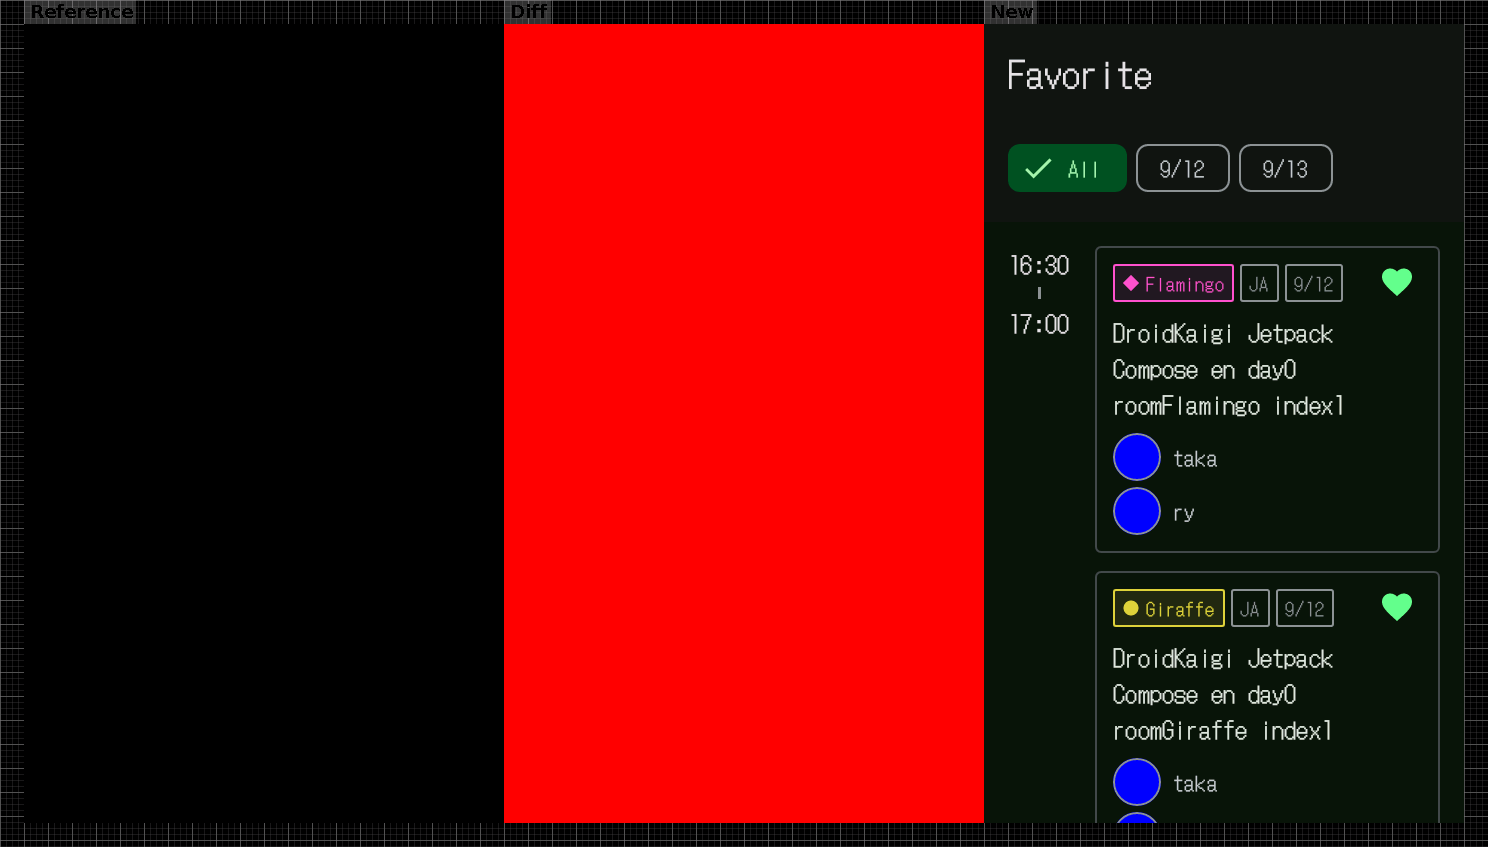 Reference
Diff
New
Favorite
All
9/12
9/13
16:30
17:00
Flamingo
JA
9/12
DroidKaigi Jetpack
Compose en day0
roomFlamingo index1
taka
ry
Giraffe
JA
9/12
DroidKaigi Jetpack
Compose en day0
roomGiraffe index1
taka